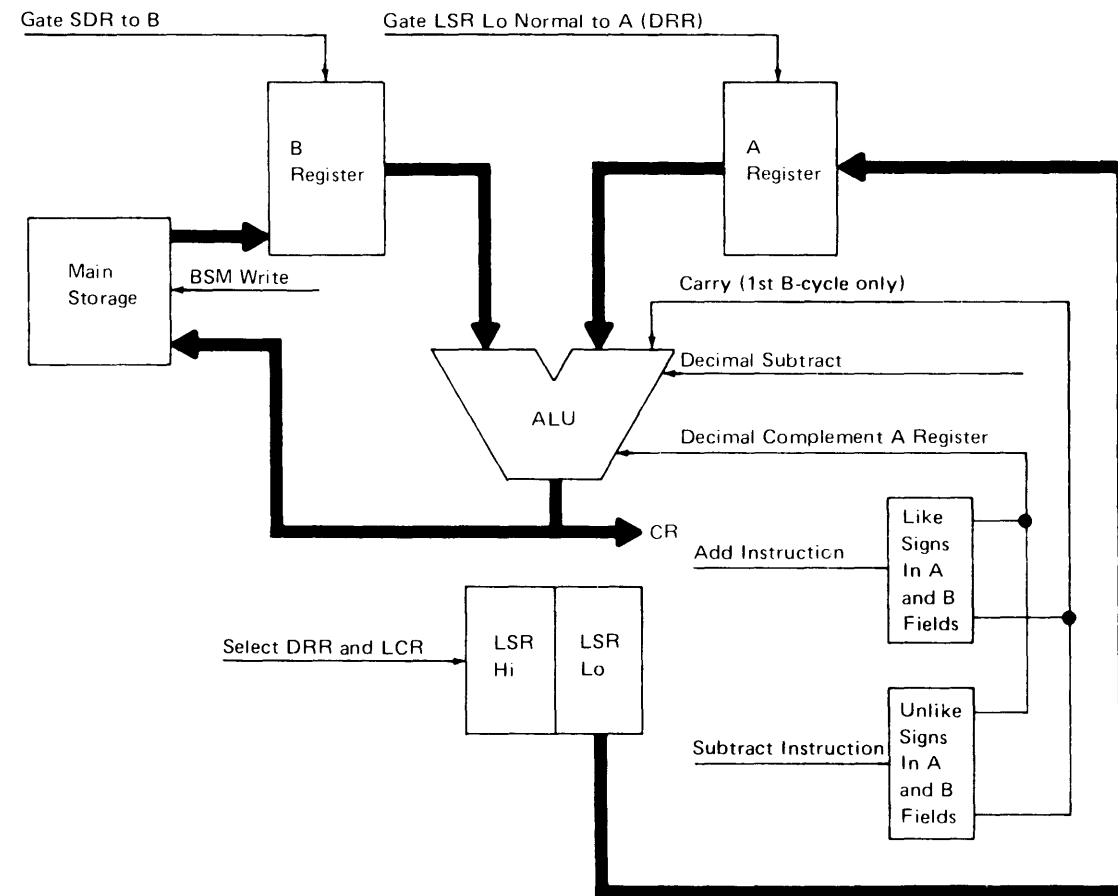 Gate SDR to B
Gate LSR Lo Normal to A (DRR)
B
Register
A
Register
Main
Storage
BSM Write
Carry (1st B-cycle only)
Decimal Subtract
ALU
Decimal Complement A Register
CR
Like
Signs
In A
and B
Fields
Add Instruction
LSR
Hi
LSR
Lo
Select DRR and LCR
Unlike
Signs
In A
and B
Fields
Subtract Instruction